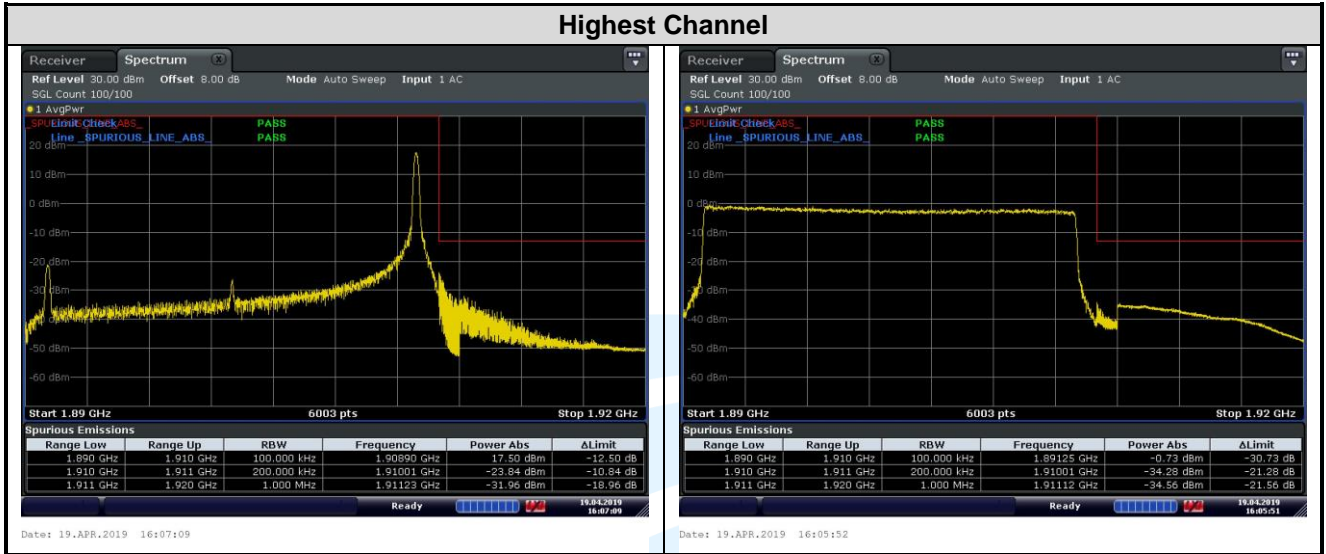 Highest Channel
Receiver Spectrum
Ref Level 30.00 dBm Offset 8.00 dB Mode Auto Sweep Input 1 AC
SGL Count 100/100
1 AvgPwr
Limit Check PASS
Line _SPURIOUS_LINE_ABS_ PASS
20 dBm
10 dBm
0 dBm
-10 dBm
-20 dBm
-30 dBm
-40 dBm
-50 dBm
-60 dBm
Start 1.89 GHz 6003 pts Stop 1.92 GHz
Spurious Emissions
Range Low Range Up RBW Frequency Power Abs ΔLimit
1.890 GHz 1.910 GHz 100.000 kHz 1.90890 GHz 17.50 dBm -12.50 dB
1.910 GHz 1.911 GHz 200.000 kHz 1.91001 GHz -23.84 dBm -10.84 dB
1.911 GHz 1.920 GHz 1.000 MHz 1.91123 GHz -31.96 dBm -18.96 dB
Ready 19.04.2019
16:07:09
Date: 19.APR.2019 16:07:09
Receiver Spectrum
Ref Level 30.00 dBm Offset 8.00 dB Mode Auto Sweep Input 1 AC
SGL Count 100/100
1 AvgPwr
Limit Check PASS
Line _SPURIOUS_LINE_ABS_ PASS
20 dBm
10 dBm
0 dBm
-10 dBm
-20 dBm
-30 dBm
-40 dBm
-50 dBm
-60 dBm
Start 1.89 GHz 6003 pts Stop 1.92 GHz
Spurious Emissions
Range Low Range Up RBW Frequency Power Abs ΔLimit
1.890 GHz 1.910 GHz 100.000 kHz 1.89125 GHz -0.73 dBm -30.73 dB
1.910 GHz 1.911 GHz 200.000 kHz 1.91001 GHz -34.28 dBm -21.28 dB
1.911 GHz 1.920 GHz 1.000 MHz 1.91112 GHz -34.56 dBm -21.56 dB
Ready 19.04.2019
16:05:51
Date: 19.APR.2019 16:05:52